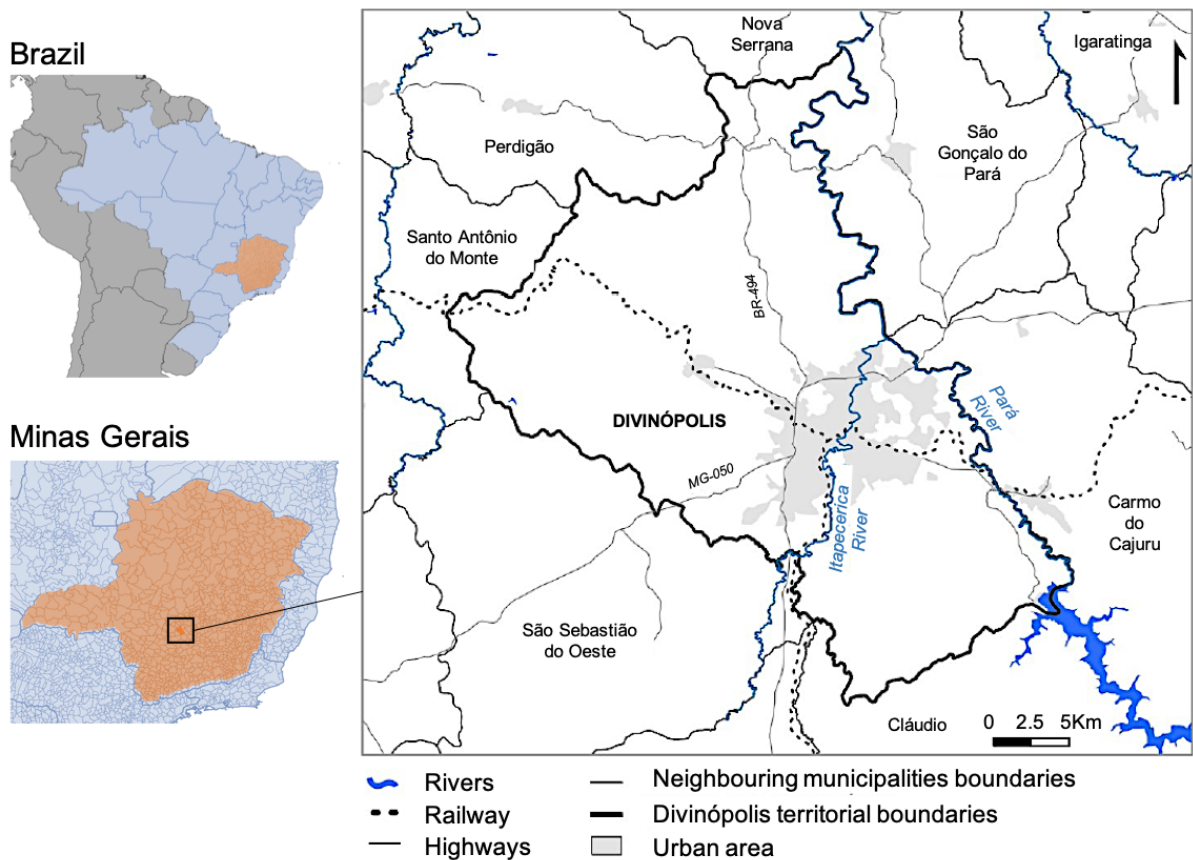 Brazil
Minas Gerais
Nova
Serrana
Igaratinga
Perdigão
São
Gonçalo do
Pará
Santo Antônio
do Monte
BR-494
DIVINÓPOLIS
Pará
River
MG-050
Itapecerica
River
Carmo
do
Cajuru
São Sebastião
do Oeste
Cláudio
0 2.5 5Km
Rivers
Railway
Highways
Neighbouring municipalities boundaries
Divinópolis territorial boundaries
Urban area